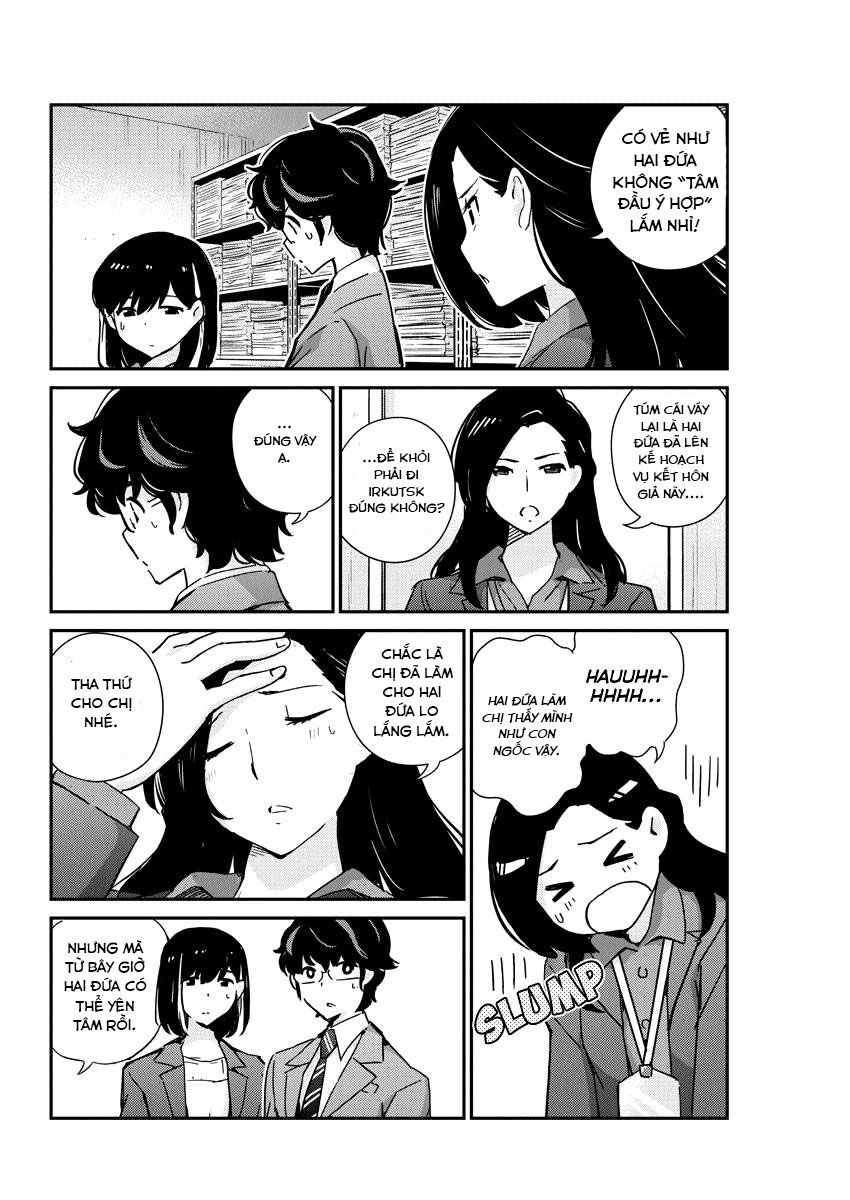 CÓ VẺ NHƯ
HAI ĐỨA
KHÔNG "TÂM
ĐẦU Ý HỢP"
LẮM NHỈ!
TÚM CÁI VÁY
LẠI LÀ HAI
ĐỨA ĐÃ LÊN
KẾ HOẠCH
VỤ KẾT HÔN
GIẢ NÀY....
...ĐỂ KHỎI
PHẢI ĐI
IRKUTSK
ĐÚNG KHÔNG?
...
ĐÚNG VẬY
Ạ.
HAUUHH-
HHHH...
HAI ĐỨA LÀM
CHỊ THẤY MÌNH
NHƯ CON
NGỐC VẬY.
SLUMP
CHẮC LÀ
CHỊ ĐÃ LÀM
CHO HAI
ĐỨA LO
LẮNG LẮM.
THA THỨ
CHO CHỊ
NHÉ.
NHƯNG MÀ
TỪ BÂY GIỜ
HAI ĐỨA CÓ
THỂ YÊN
TÂM RỒI.